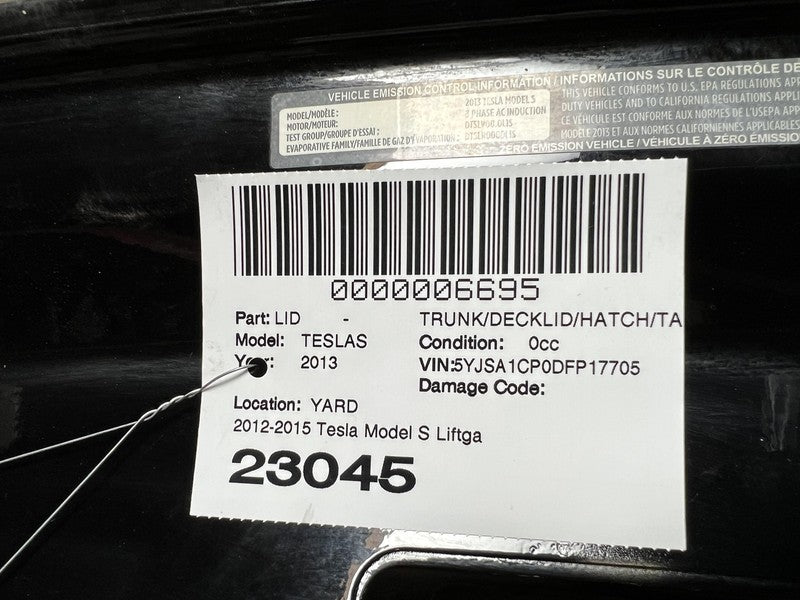 VEHICLE EMISSION CONTROL INFORMATION / INFORMATIONS SUR LE CONTRÔLE DE
MODEL/MODÈLE: 2013 TESLA MODEL S
MOTOR/MOTEUR: 3 PHASE AC INDUCTION
TEST GROUP/GROUPE D'ESSAI:
EVAPORATIVE FAMILY/FAMILLE DE GAZ D'ÉVAPORATION:
THIS VEHICLE CONFORMS TO U.S. EPA REGULATIONS APP
DUTY VEHICLES AND TO CALIFORNIA REGULATIONS APPL
CE VÉHICULE EST CONFORME AUX NORMES DE L'USEPA APP
MODÈLE 2013 ET AUX NORMES CALIFORNIENNES APPLICABLES
ZERO EMISSION VEHICLE / VÉHICULE À ZÉRO ÉMISSION
0000006695
Part: LID - TRUNK/DECKLID/HATCH/TA
Model: TESLAS Condition: 0cc
Year: 2013 VIN:5YJSA1CP0DFP17705
Damage Code:
Location: YARD
2012-2015 Tesla Model S Liftga
23045